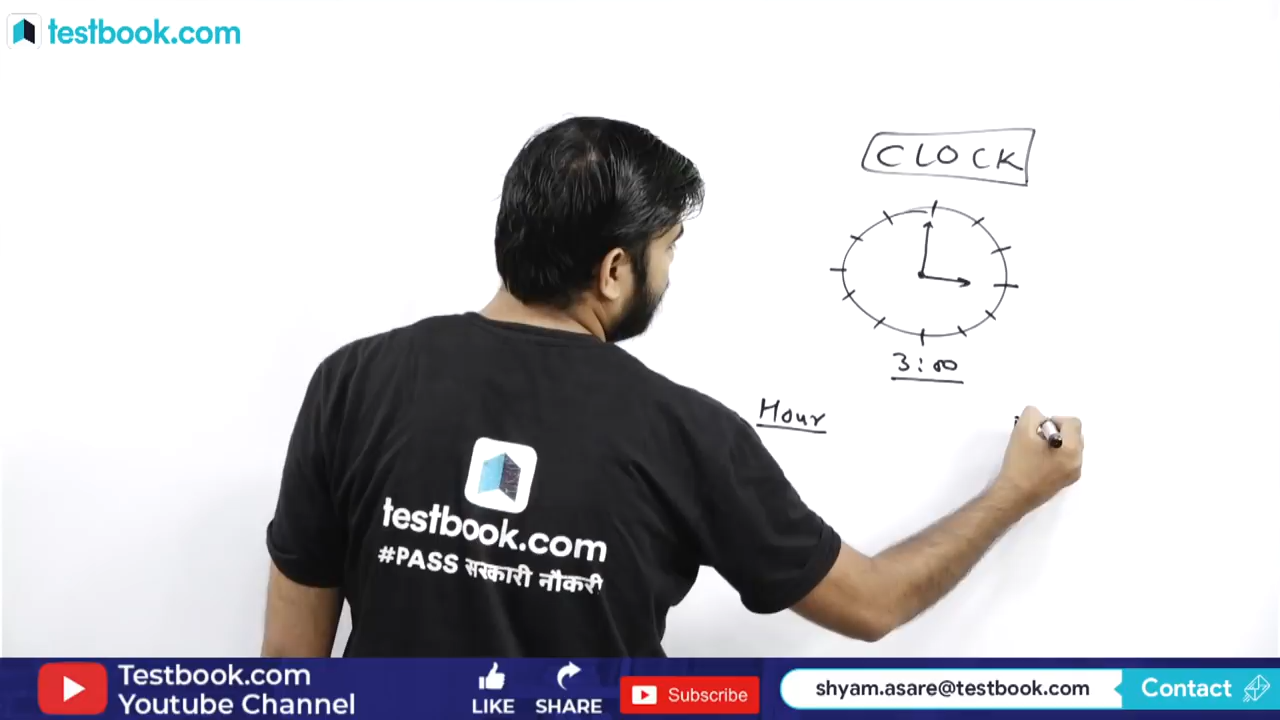 testbook.com
CLOCK
3:00
Hour
testbook.com
#PASS सरकारी नौकरी
Testbook.com
Youtube Channel
LIKE
SHARE
Subscribe
shyam.asare@testbook.com
Contact